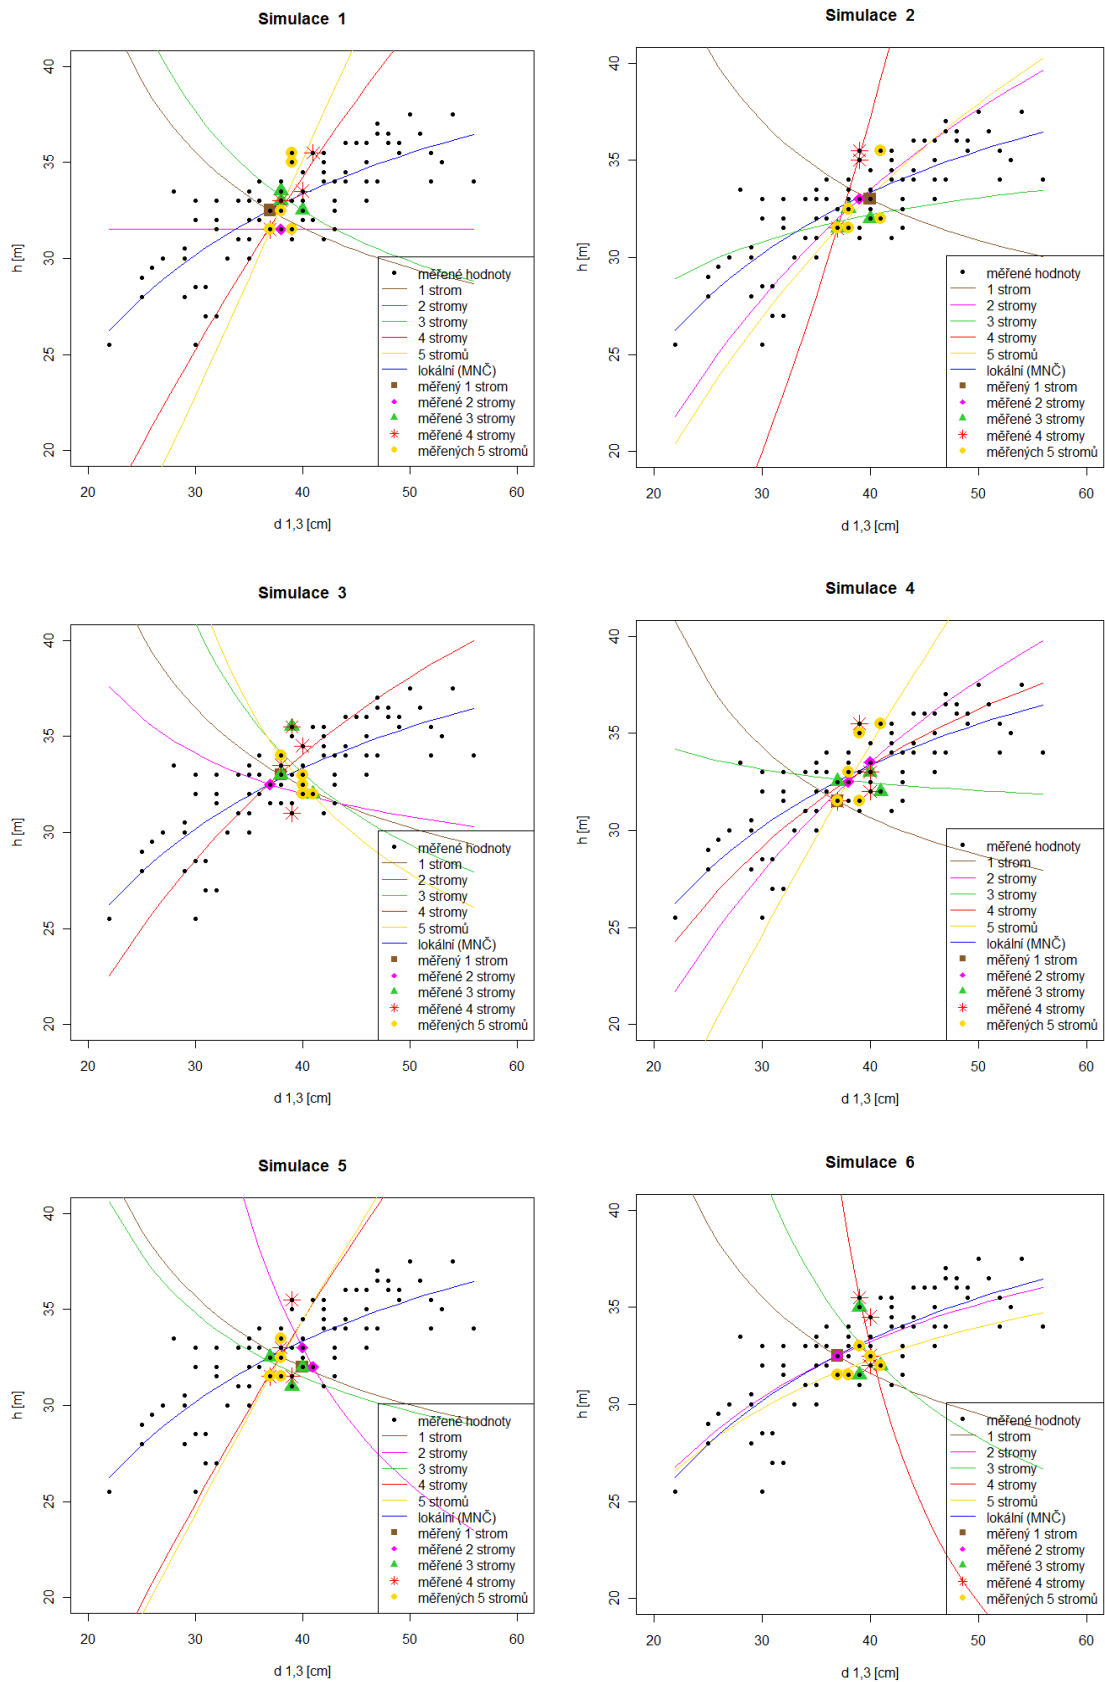 Simulace 1
40
35
30
25
20
h [m]
měřené hodnoty
1 strom
2 stromy
3 stromy
4 stromy
5 stromů
lokální (MNČ)
měřený 1 strom
měřené 2 stromy
měřené 3 stromy
měřené 4 stromy
měřených 5 stromů
20 30 40 50 60
d 1,3 [cm]
Simulace 2
40
35
30
25
20
h [m]
měřené hodnoty
1 strom
2 stromy
3 stromy
4 stromy
5 stromů
lokální (MNČ)
měřený 1 strom
měřené 2 stromy
měřené 3 stromy
měřené 4 stromy
měřených 5 stromů
20 30 40 50 60
d 1,3 [cm]
Simulace 3
40
35
30
25
20
h [m]
měřené hodnoty
1 strom
2 stromy
3 stromy
4 stromy
5 stromů
lokální (MNČ)
měřený 1 strom
měřené 2 stromy
měřené 3 stromy
měřené 4 stromy
měřených 5 stromů
20 30 40 50 60
d 1,3 [cm]
Simulace 4
40
35
30
25
20
h [m]
měřené hodnoty
1 strom
2 stromy
3 stromy
4 stromy
5 stromů
lokální (MNČ)
měřený 1 strom
měřené 2 stromy
měřené 3 stromy
měřené 4 stromy
měřených 5 stromů
20 30 40 50 60
d 1,3 [cm]
Simulace 5
40
35
30
25
20
h [m]
měřené hodnoty
1 strom
2 stromy
3 stromy
4 stromy
5 stromů
lokální (MNČ)
měřený 1 strom
měřené 2 stromy
měřené 3 stromy
měřené 4 stromy
měřených 5 stromů
20 30 40 50 60
d 1,3 [cm]
Simulace 6
40
35
30
25
20
h [m]
měřené hodnoty
1 strom
2 stromy
3 stromy
4 stromy
5 stromů
lokální (MNČ)
měřený 1 strom
měřené 2 stromy
měřené 3 stromy
měřené 4 stromy
měřených 5 stromů
20 30 40 50 60
d 1,3 [cm]